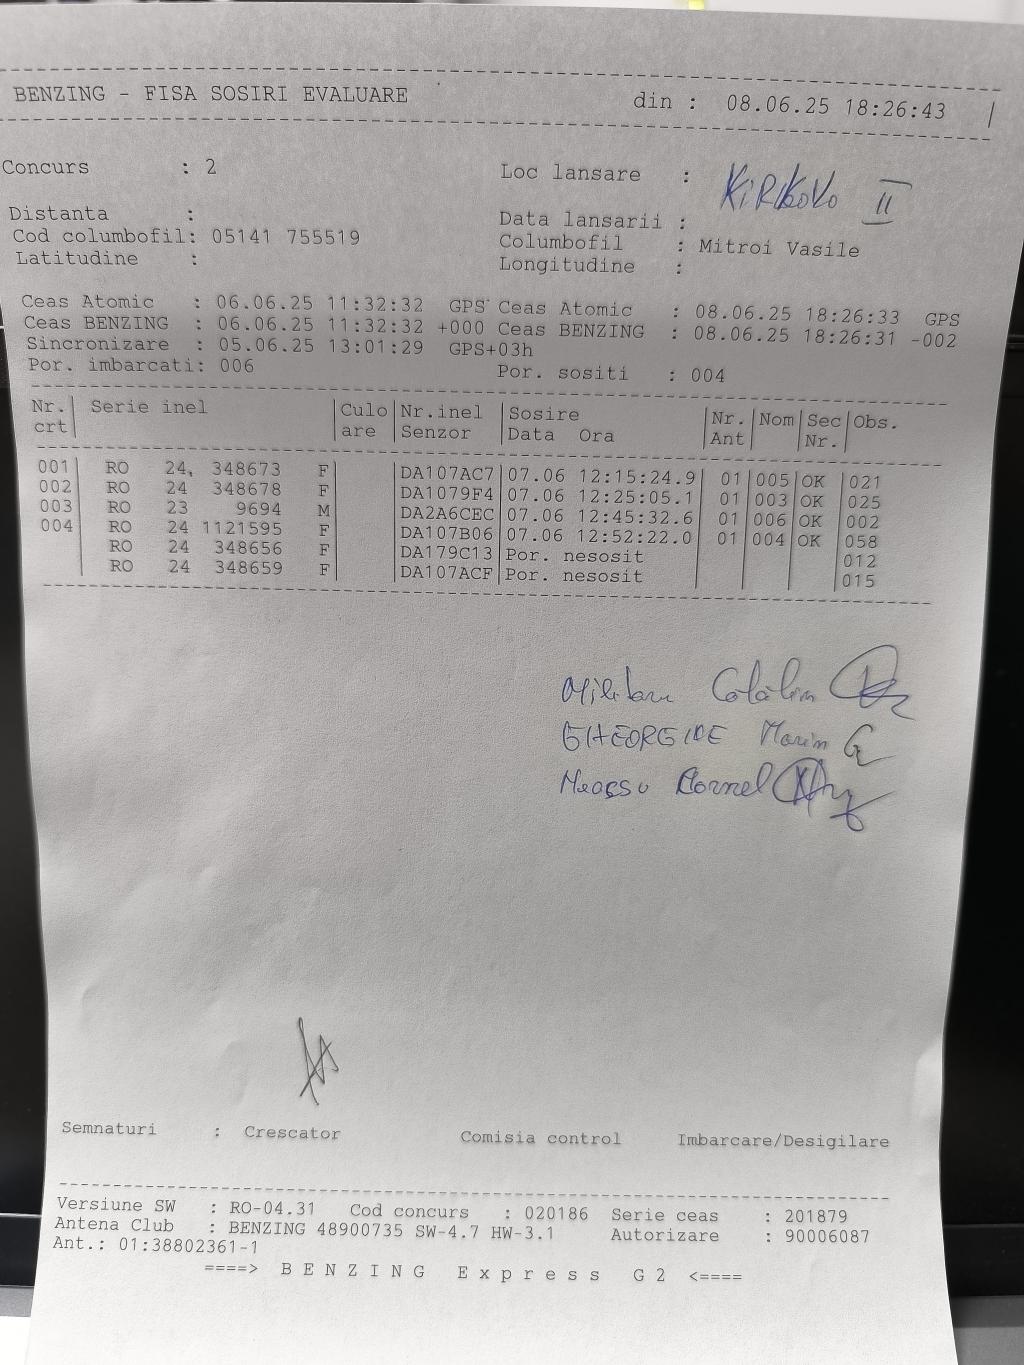 BENZING - FISA SOSIRI EVALUARE din : 08.06.25 18:26:43
Concurs : 2 Loc lansare : KiRKOVO II
Distanta : Data lansarii :
Cod columbofil: 05141 755519 Columbofil : Mitroi Vasile
Latitudine : Longitudine :
Ceas Atomic : 06.06.25 11:32:32 GPS Ceas Atomic : 08.06.25 18:26:33 GPS
Ceas BENZING : 06.06.25 11:32:32 +000 Ceas BENZING : 08.06.25 18:26:31 -002
Sincronizare : 05.06.25 13:01:29 GPS+03h
Por. imbarcati: 006 Por. sositi : 004
Nr. Serie inel Culo Nr.inel Sosire Nr. Nom Sec Obs.
crt are Senzor Data Ora Ant Nr.
001 RO 24, 348673 F DA107AC7 07.06 12:15:24.9 01 005 OK 021
002 RO 24 348678 F DA1079F4 07.06 12:25:05.1 01 003 OK 025
003 RO 23 9694 M DA2A6CEC 07.06 12:45:32.6 01 006 OK 002
004 RO 24 1121595 F DA107B06 07.06 12:52:22.0 01 004 OK 058
RO 24 348656 F DA179C13 Por. nesosit 012
RO 24 348659 F DA107ACF Por. nesosit 015
Cătălin
GHEORGHE Marin
Cornel
Semnaturi : Crescator Comisia control Imbarcare/Desigilare
Versiune SW : RO-04.31 Cod concurs : 020186 Serie ceas : 201879
Antena Club : BENZING 48900735 SW-4.7 HW-3.1 Autorizare : 90006087
Ant.: 01:38802361-1
====> B E N Z I N G E x p r e s s G 2 <====